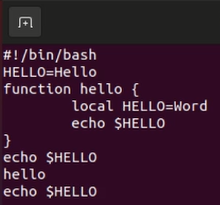 #!/bin/bash
HELLO=Hello
function hello {
        local HELLO=Word
        echo $HELLO
}
echo $HELLO
hello
echo $HELLO